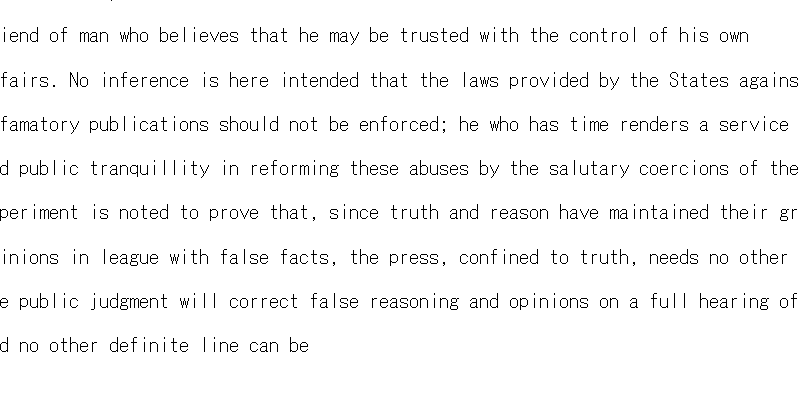 iend of man who believes that he may be trusted with the control of his own
fairs. No inference is here intended that the laws provided by the States agains
famatory publications should not be enforced; he who has time renders a service
d public tranquillity in reforming these abuses by the salutary coercions of the
periment is noted to prove that, since truth and reason have maintained their gr
inions in league with false facts, the press, confined to truth, needs no other
e public judgment will correct false reasoning and opinions on a full hearing of
d no other definite line can be